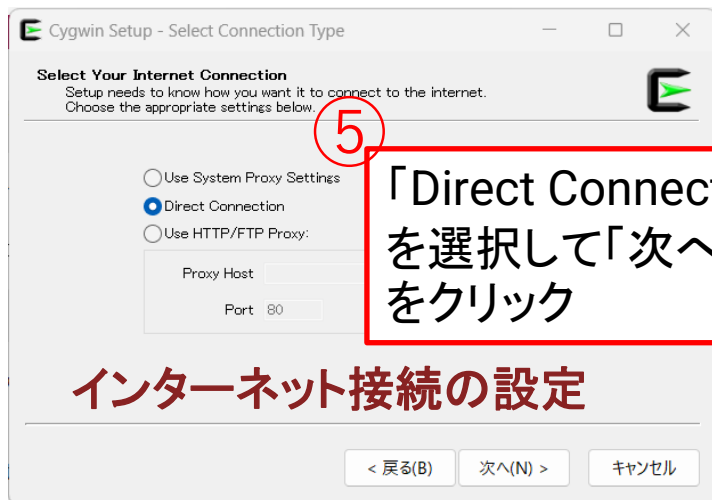 Cygwin Setup - Select Connection Type
Select Your Internet Connection
Setup needs to know how you want it to connect to the internet.
Choose the appropriate settings below.
⑤
Use System Proxy Settings
Direct Connection
Use HTTP/FTP Proxy:
Proxy Host
Port 80
「Direct Connect
を選択して「次へ
をクリック
インターネット接続の設定
< 戻る(B)
次へ(N) >
キャンセル